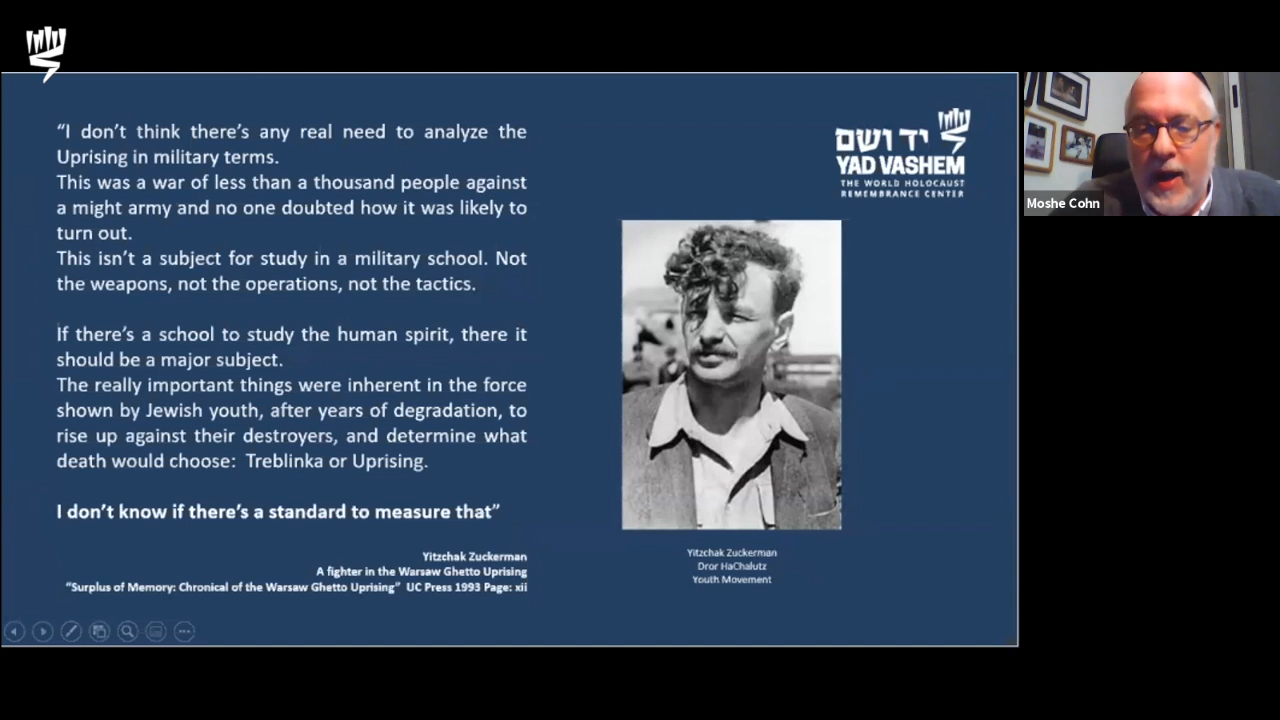 “I don’t think there’s any real need to analyze the
Uprising in military terms.
This was a war of less than a thousand people against
a might army and no one doubted how it was likely to
turn out.
This isn’t a subject for study in a military school. Not
the weapons, not the operations, not the tactics.
If there’s a school to study the human spirit, there it
should be a major subject.
The really important things were inherent in the force
shown by Jewish youth, after years of degradation, to
rise up against their destroyers, and determine what
death would choose:  Treblinka or Uprising.
I don’t know if there’s a standard to measure that”
Yitzchak Zuckerman
A fighter in the Warsaw Ghetto Uprising
“Surplus of Memory: Chronical of the Warsaw Ghetto Uprising”  UC Press 1993 Page: xii
יד ושם
YAD VASHEM
THE WORLD HOLOCAUST
REMEMBRANCE CENTER
Yitzchak Zuckerman
Dror HaChalutz
Youth Movement
Moshe Cohn